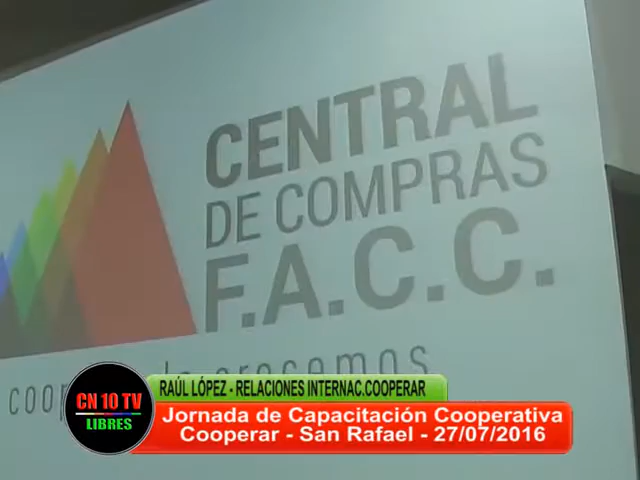 CENTRAL
DE COMPRAS
F.A.C.C.
crecemos
RAÚL LÓPEZ - RELACIONES INTERNAC.COOPERAR
CN 10 TV
LIBRES
Jornada de Capacitación Cooperativa
Cooperar - San Rafael - 27/07/2016